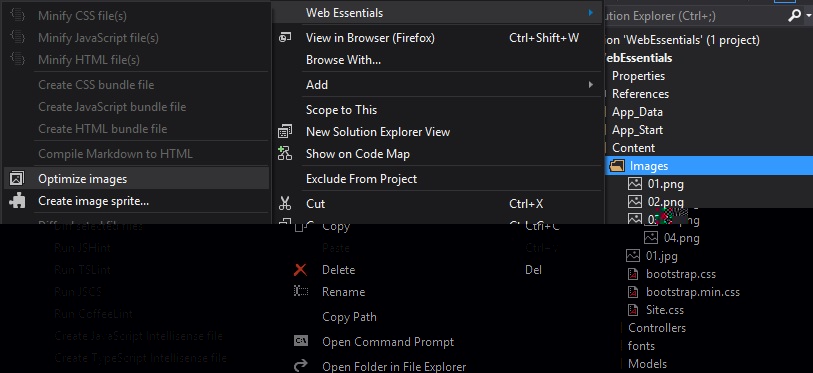 Minify CSS file(s)
Minify JavaScript file(s)
Minify HTML file(s)
Create CSS bundle file
Create JavaScript bundle file
Create HTML bundle file
Compile Markdown to HTML
Optimize images
Create image sprite...
Diff selected files
Run JSHint
Run TSLint
Run JSCS
Run CoffeeLint
Create JavaScript Intellisense file
Create TypeScript Intellisense file
Web Essentials
View in Browser (Firefox) Ctrl+Shift+W
Browse With...
Add
Scope to This
New Solution Explorer View
Show on Code Map
Exclude From Project
Cut Ctrl+X
Copy Ctrl+C
Paste
Delete Del
Rename
Copy Path
Open Command Prompt
Open Folder in File Explorer
ution Explorer (Ctrl+;)
on 'WebEssentials' (1 project)
ebEssentials
Properties
References
App_Data
App_Start
Content
Images
01.png
02.png
04.png
01.jpg
bootstrap.css
bootstrap.min.css
Site.css
Controllers
fonts
Models